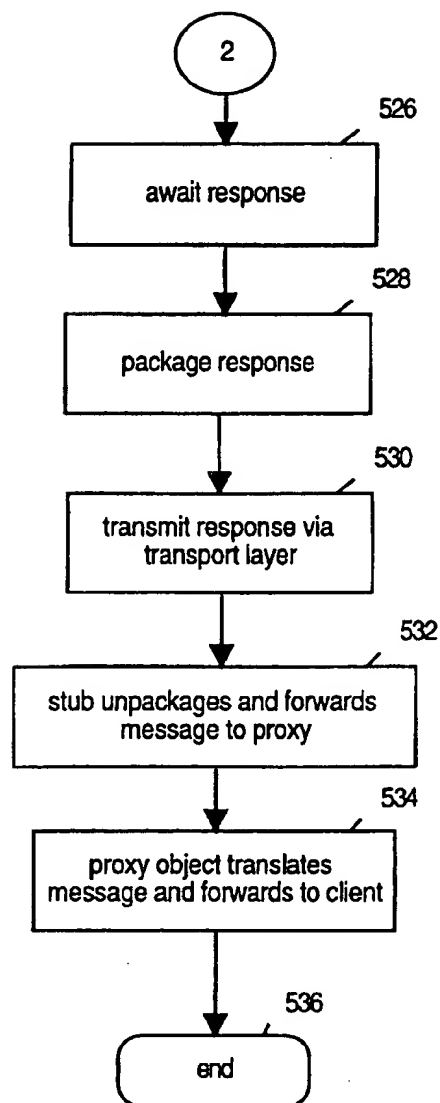 2
526
await response
528
package response
530
transmit response via
transport layer
532
stub unpackages and forwards
message to proxy
534
proxy object translates
message and forwards to client
536
end